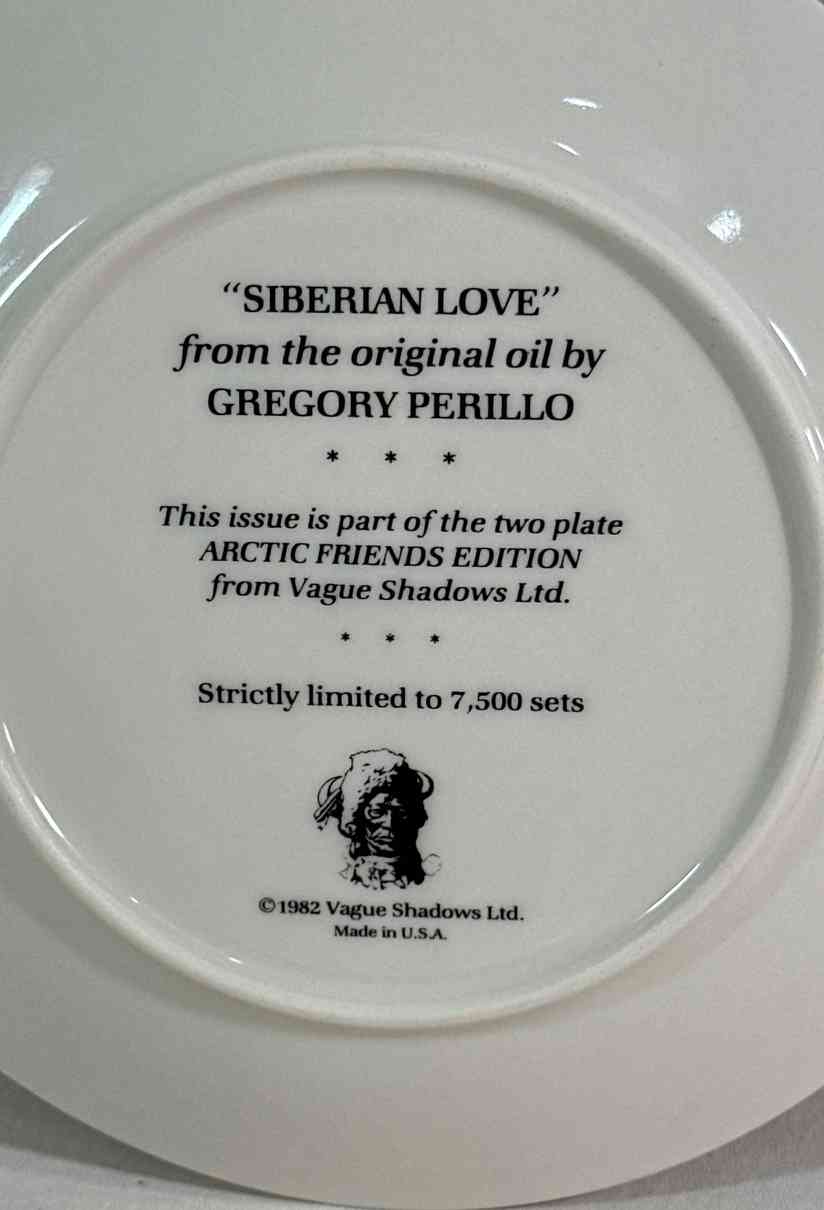 “SIBERIAN LOVE”
from the original oil by
GREGORY PERILLO
* * *
This issue is part of the two plate
ARCTIC FRIENDS EDITION
from Vague Shadows Ltd.
* * *
Strictly limited to 7,500 sets
©1982 Vague Shadows Ltd.
Made in U.S.A.